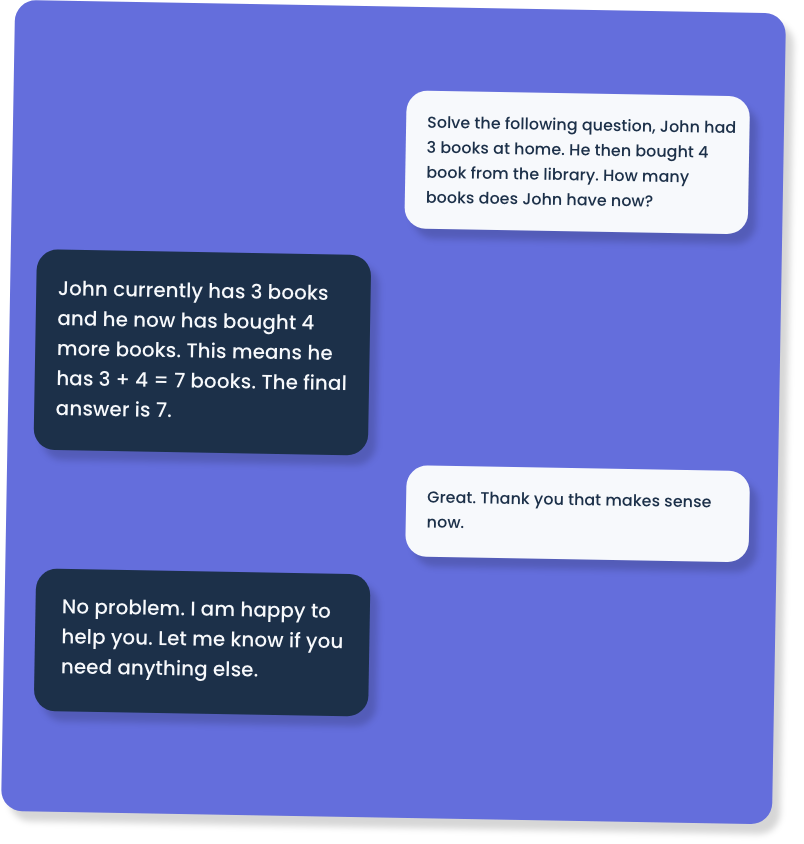 Solve the following question, John had
3 books at home. He then bought 4
book from the library. How many
books does John have now?
John currently has 3 books
and he now has bought 4
more books. This means he
has 3 + 4 = 7 books. The final
answer is 7.
Great. Thank you that makes sense
now.
No problem. I am happy to
help you. Let me know if you
need anything else.